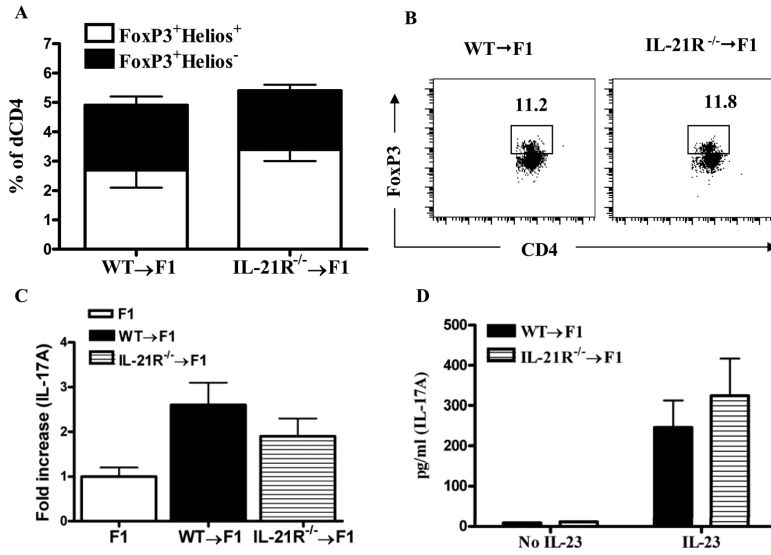 A
FoxP3⁺Helios⁺
FoxP3⁺Helios⁻
% of dCD4
7
6
5
4
3
2
1
0
WT→F1
IL-21R⁻/⁻→F1
B
WT→F1
IL-21R⁻/⁻→F1
11.2
11.8
FoxP3
CD4
C
F1
WT→F1
IL-21R⁻/⁻→F1
Fold increase (IL-17A)
4
3
2
1
0
F1
WT→F1
IL-21R⁻/⁻→F1
D
WT→F1
IL-21R⁻/⁻→F1
pg/ml (IL-17A)
500
400
300
200
100
0
No IL-23
IL-23